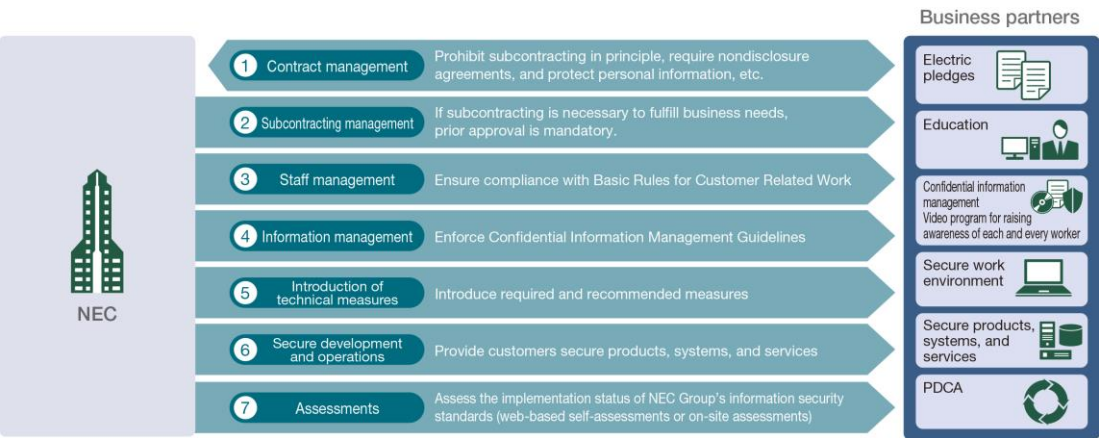 Business partners
NEC
1 Contract management
Prohibit subcontracting in principle, require nondisclosure
agreements, and protect personal information, etc.
2 Subcontracting management
If subcontracting is necessary to fulfill business needs,
prior approval is mandatory.
3 Staff management
Ensure compliance with Basic Rules for Customer Related Work
4 Information management
Enforce Confidential Information Management Guidelines
5 Introduction of
technical measures
Introduce required and recommended measures
6 Secure development
and operations
Provide customers secure products, systems, and services
7 Assessments
Assess the implementation status of NEC Group's information security
standards (web-based self-assessments or on-site assessments)
Electric
pledges
Education
Confidential information
management
Video program for raising
awareness of each and every worker
Secure work
environment
Secure products,
systems, and
services
PDCA